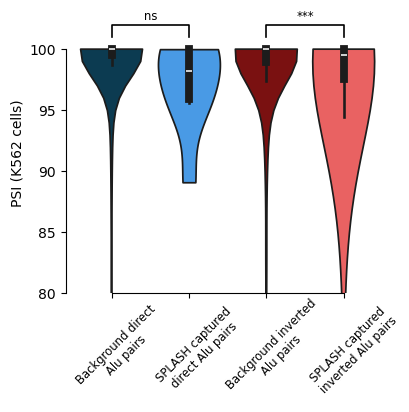 ns
***
100
95
90
85
80
PSI (K562 cells)
Background direct
Alu pairs
SPLASH captured
direct Alu pairs
Background inverted
Alu pairs
SPLASH captured
inverted Alu pairs